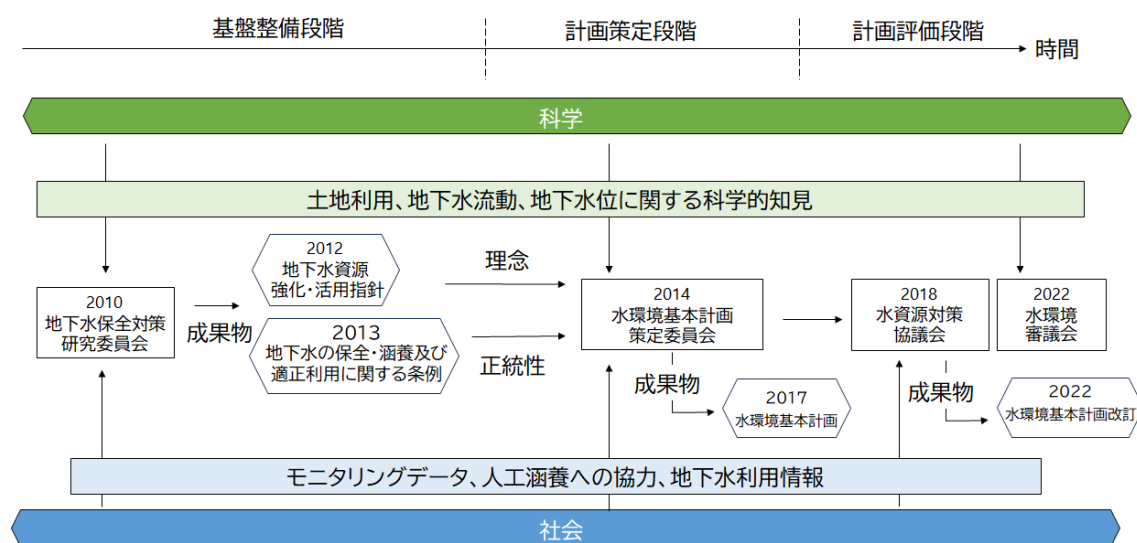 基盤整備段階
計画策定段階
計画評価段階
時間
科学
土地利用、地下水流動、地下水位に関する科学的知見
2010
地下水保全対策
研究委員会
成果物
2012
地下水資源
強化・活用指針
2013
地下水の保全・涵養及び
適正利用に関する条例
理念
正統性
2014
水環境基本計画
策定委員会
成果物
2017
水環境基本計画
2018
水資源対策
協議会
2022
水環境
審議会
成果物
2022
水環境基本計画改訂
モニタリングデータ、人工涵養への協力、地下水利用情報
社会